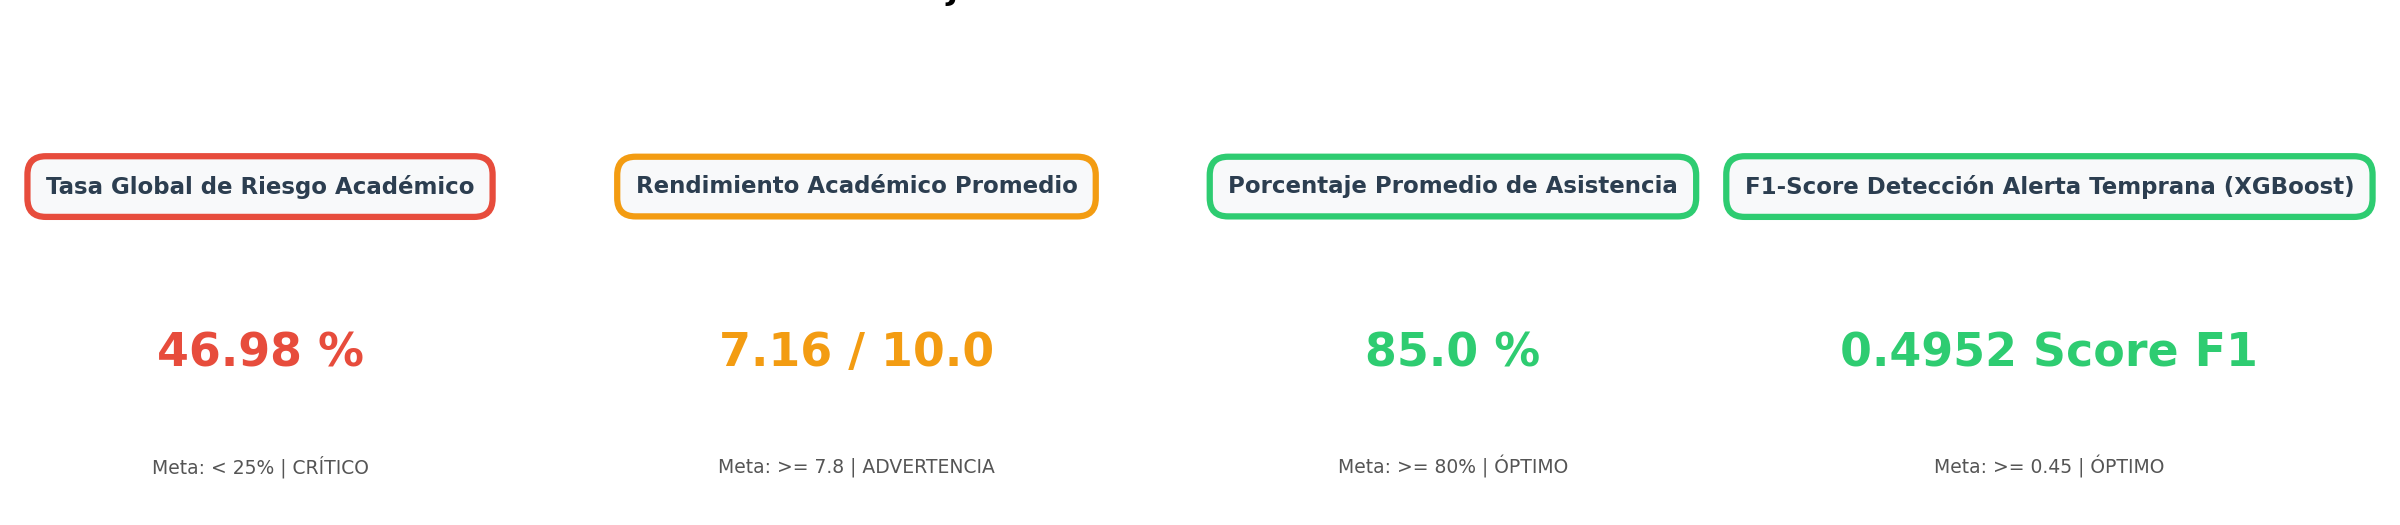 Tasa Global de Riesgo Académico
46.98 %
Meta: < 25% | CRÍTICO
Rendimiento Académico Promedio
7.16 / 10.0
Meta: >= 7.8 | ADVERTENCIA
Porcentaje Promedio de Asistencia
85.0 %
Meta: >= 80% | ÓPTIMO
F1-Score Detección Alerta Temprana (XGBoost)
0.4952 Score F1
Meta: >= 0.45 | ÓPTIMO